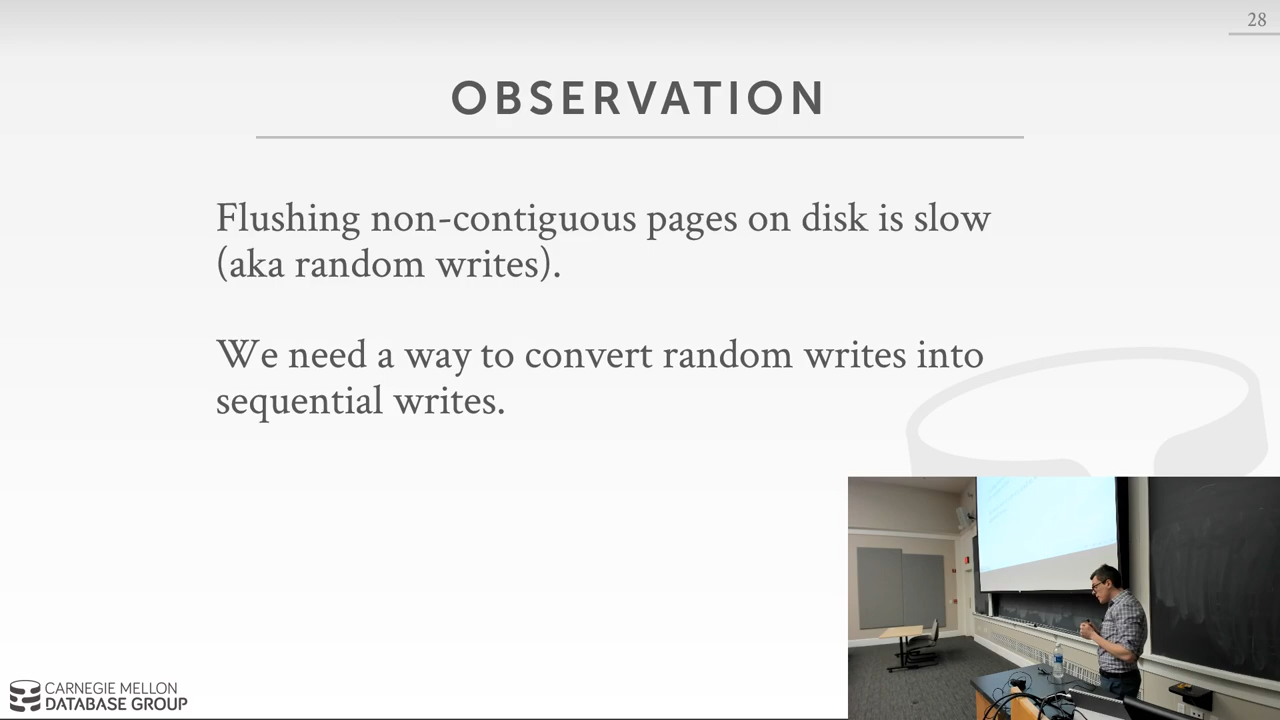 28
OBSERVATION
Flushing non-contiguous pages on disk is slow
(aka random writes).
We need a way to convert random writes into
sequential writes.
CARNEGIE MELLON
DATABASE GROUP